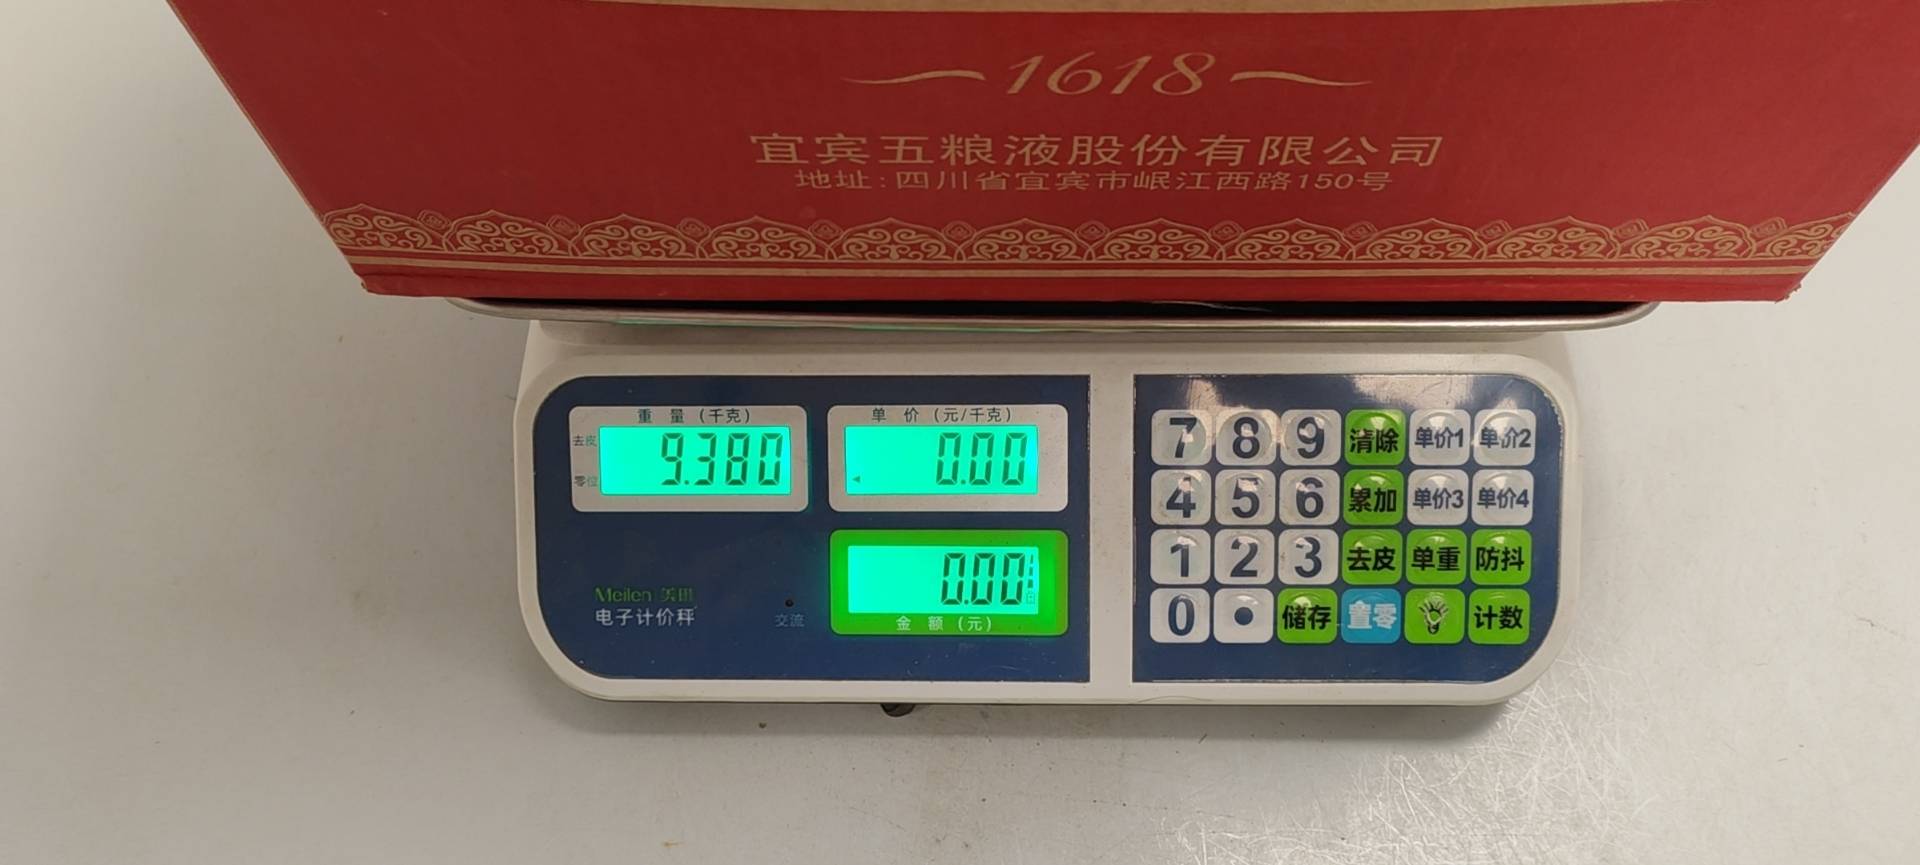 1618
宜宾五粮液股份有限公司
地址:四川省宜宾市岷江西路150号
重 量 (千克)
单 价 (元/千克)
去皮
9.380
0.00
零位
0.00
金 额 (元)
Meilen 美田
电子计价秤
交流
7 8 9 清除 单价1 单价2
4 5 6 累加 单价3 单价4
1 2 3 去皮 单重 防抖
0 • 储存 置零 计数